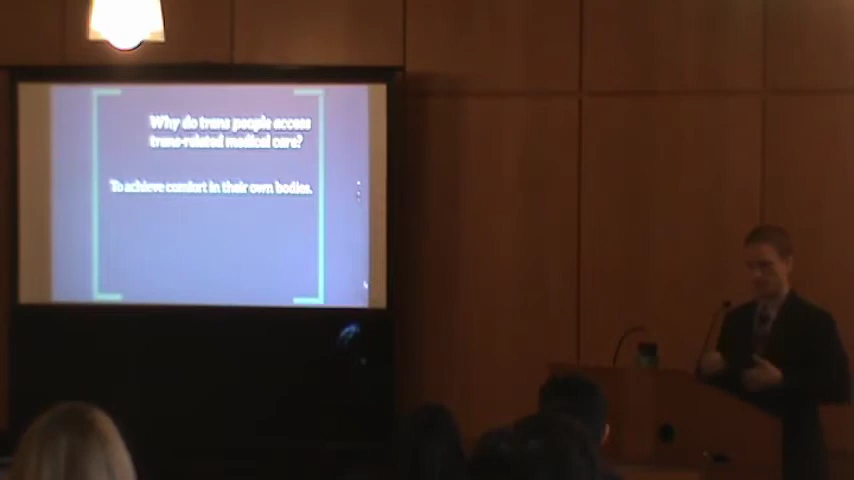 Why do trans people access
trans-related medical care?
To achieve comfort in their own bodies.